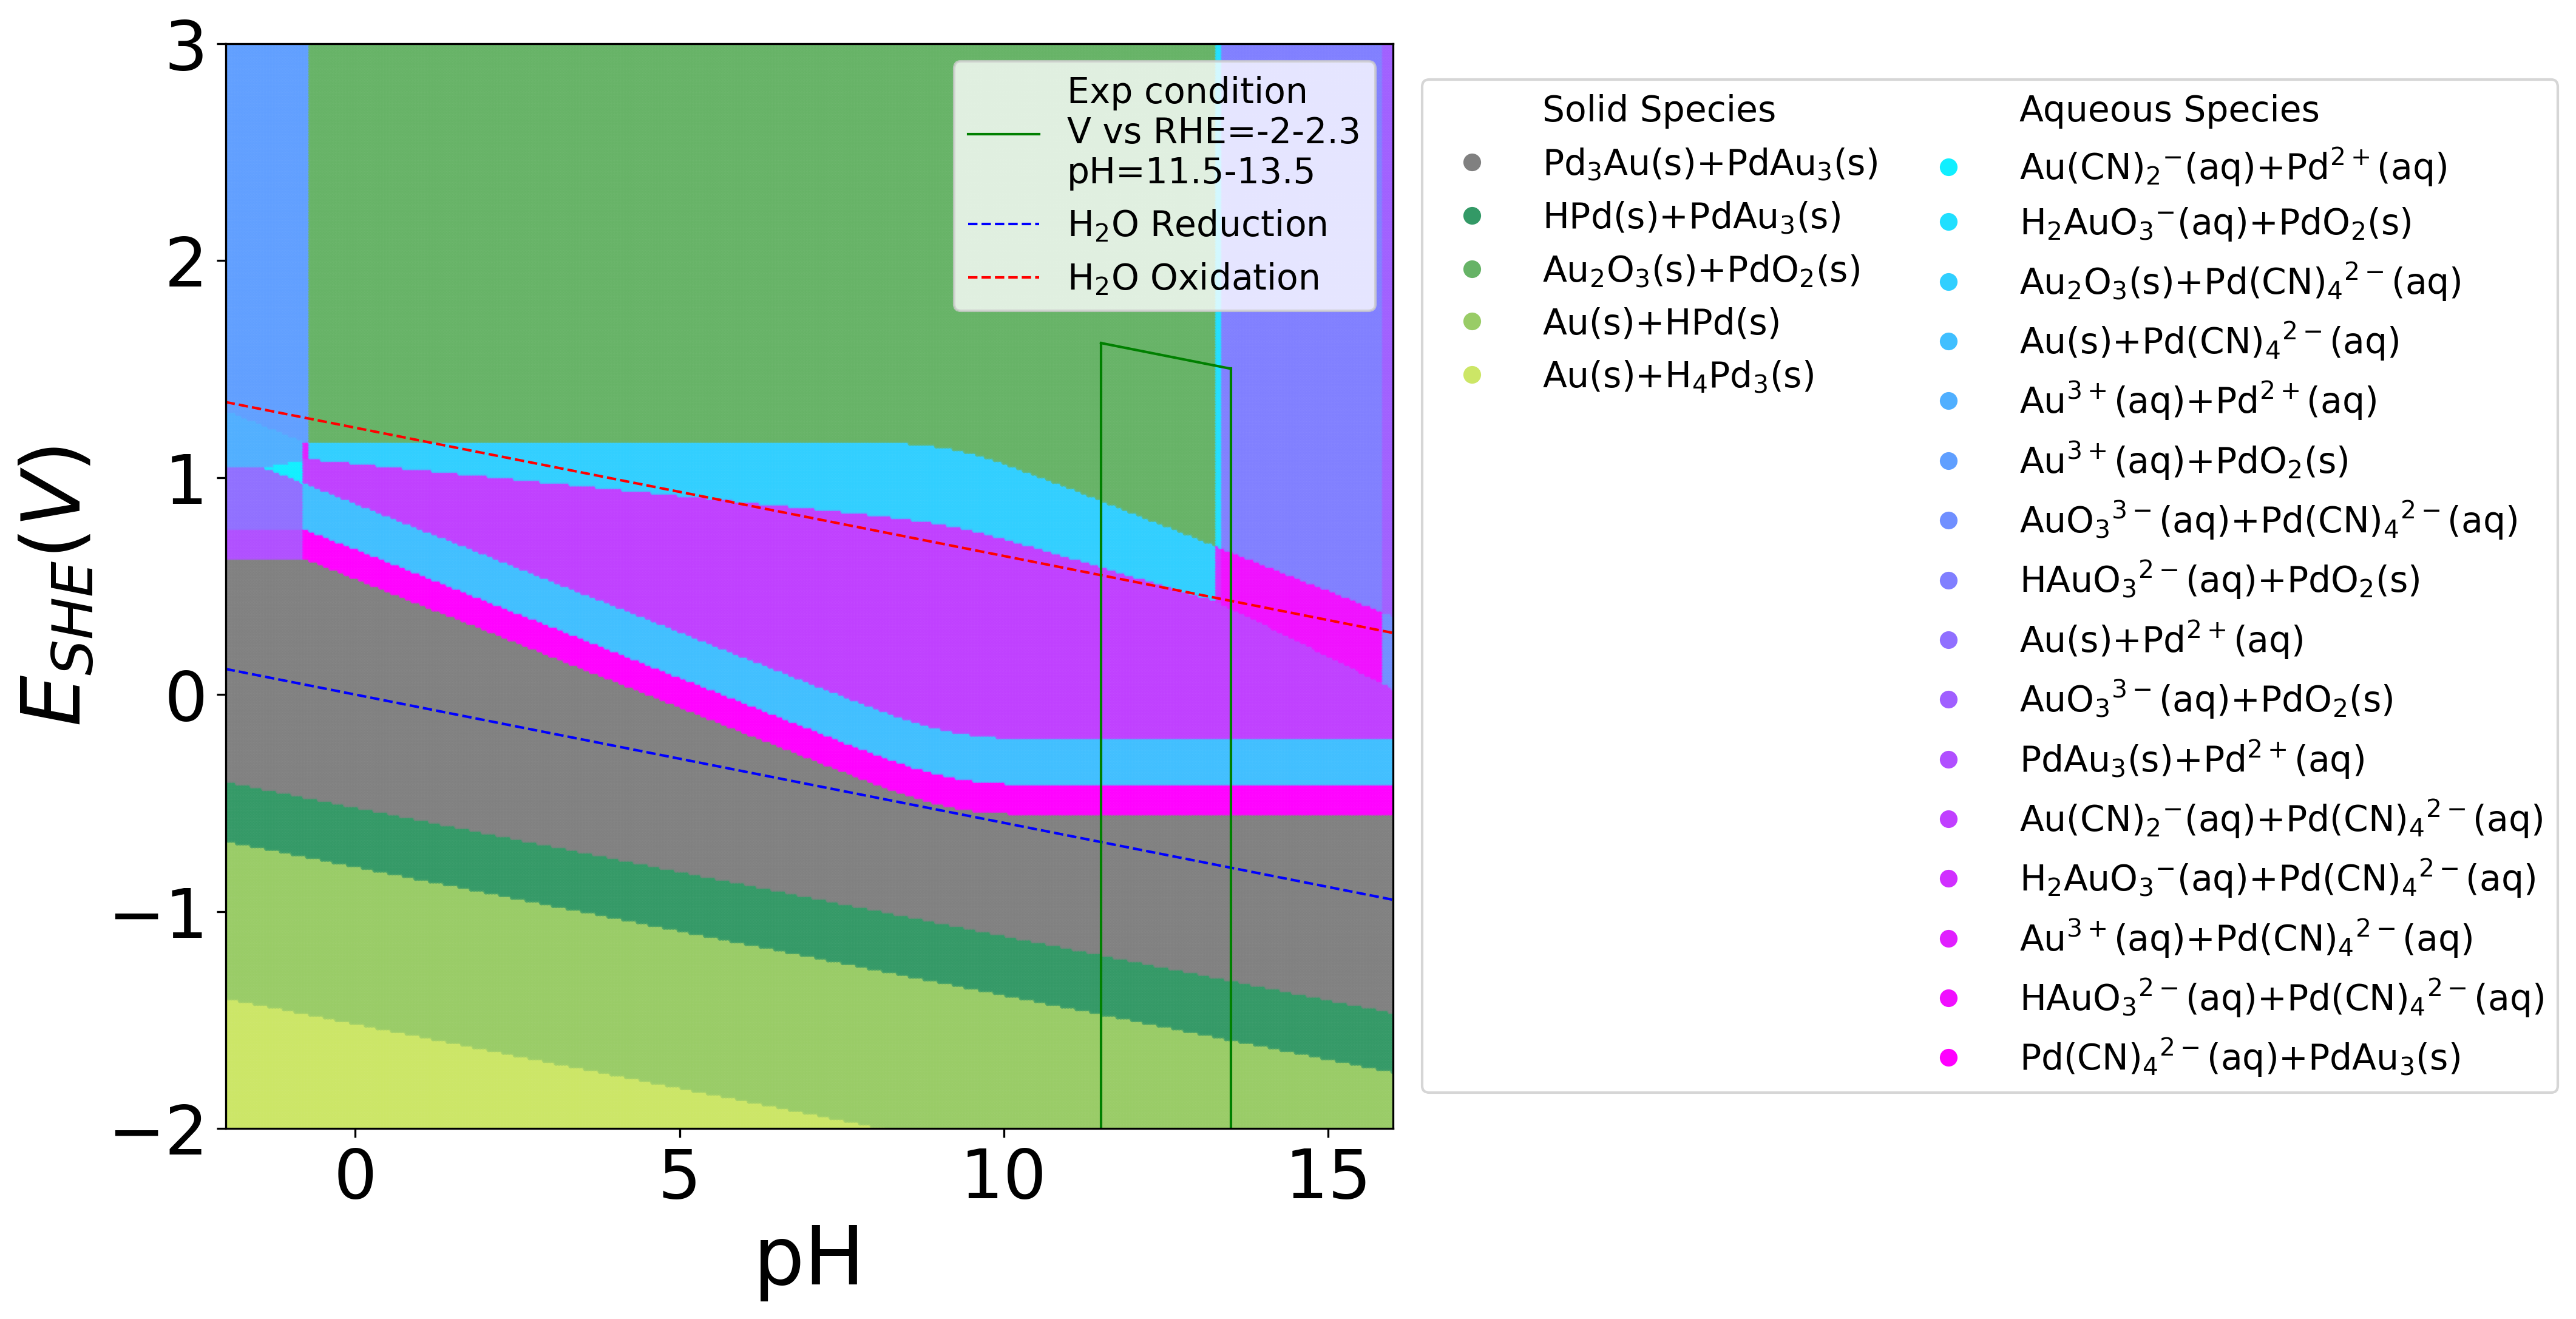 3
2
1
0
−1
−2
E_SHE(V)
0
5
10
15
pH
Exp condition
V vs RHE=-2-2.3
pH=11.5-13.5
H₂O Reduction
H₂O Oxidation
Solid Species
Pd₃Au(s)+PdAu₃(s)
HPd(s)+PdAu₃(s)
Au₂O₃(s)+PdO₂(s)
Au(s)+HPd(s)
Au(s)+H₄Pd₃(s)
Aqueous Species
Au(CN)₂⁻(aq)+Pd²⁺(aq)
H₂AuO₃⁻(aq)+PdO₂(s)
Au₂O₃(s)+Pd(CN)₄²⁻(aq)
Au(s)+Pd(CN)₄²⁻(aq)
Au³⁺(aq)+Pd²⁺(aq)
Au³⁺(aq)+PdO₂(s)
AuO₃³⁻(aq)+Pd(CN)₄²⁻(aq)
HAuO₃²⁻(aq)+PdO₂(s)
Au(s)+Pd²⁺(aq)
AuO₃³⁻(aq)+PdO₂(s)
PdAu₃(s)+Pd²⁺(aq)
Au(CN)₂⁻(aq)+Pd(CN)₄²⁻(aq)
H₂AuO₃⁻(aq)+Pd(CN)₄²⁻(aq)
Au³⁺(aq)+Pd(CN)₄²⁻(aq)
HAuO₃²⁻(aq)+Pd(CN)₄²⁻(aq)
Pd(CN)₄²⁻(aq)+PdAu₃(s)